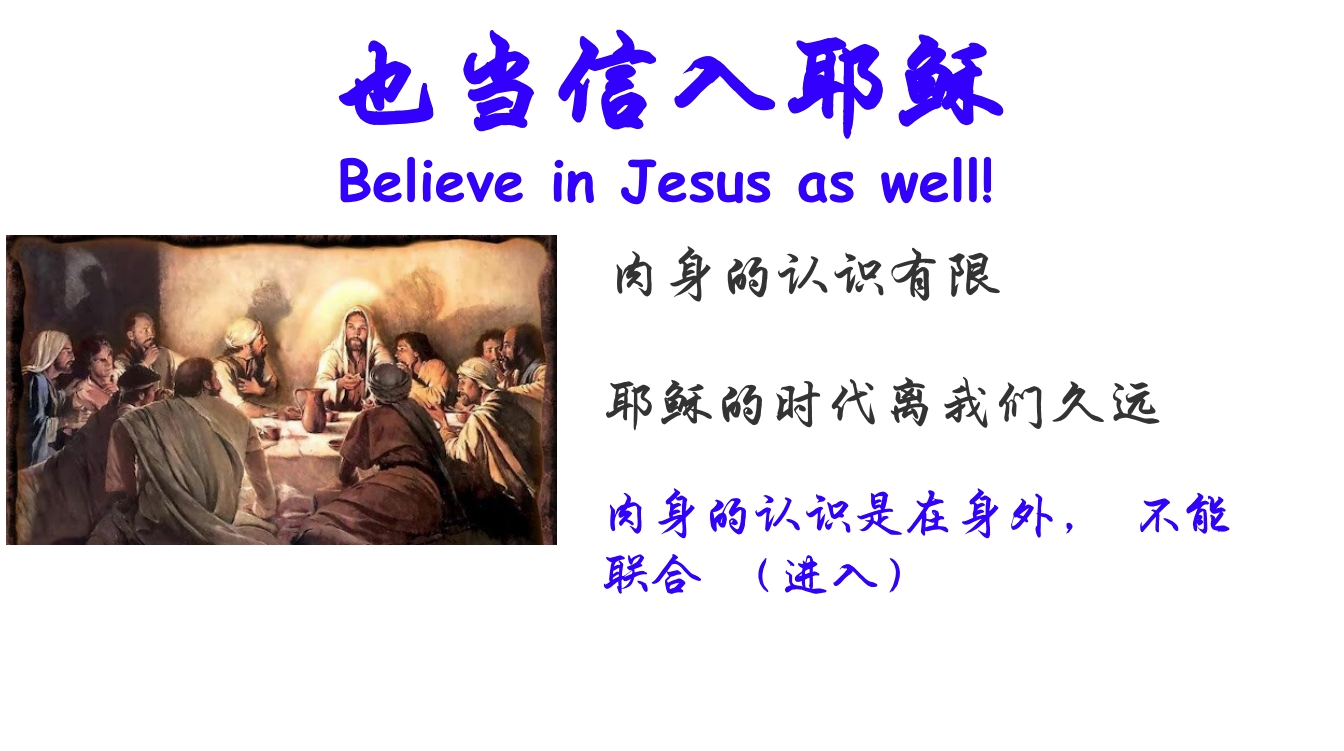 也当信入耶稣
Believe in Jesus as well!
肉身的认识有限
耶稣的时代离我们久远
肉身的认识是在身外， 不能
联合 （进入）